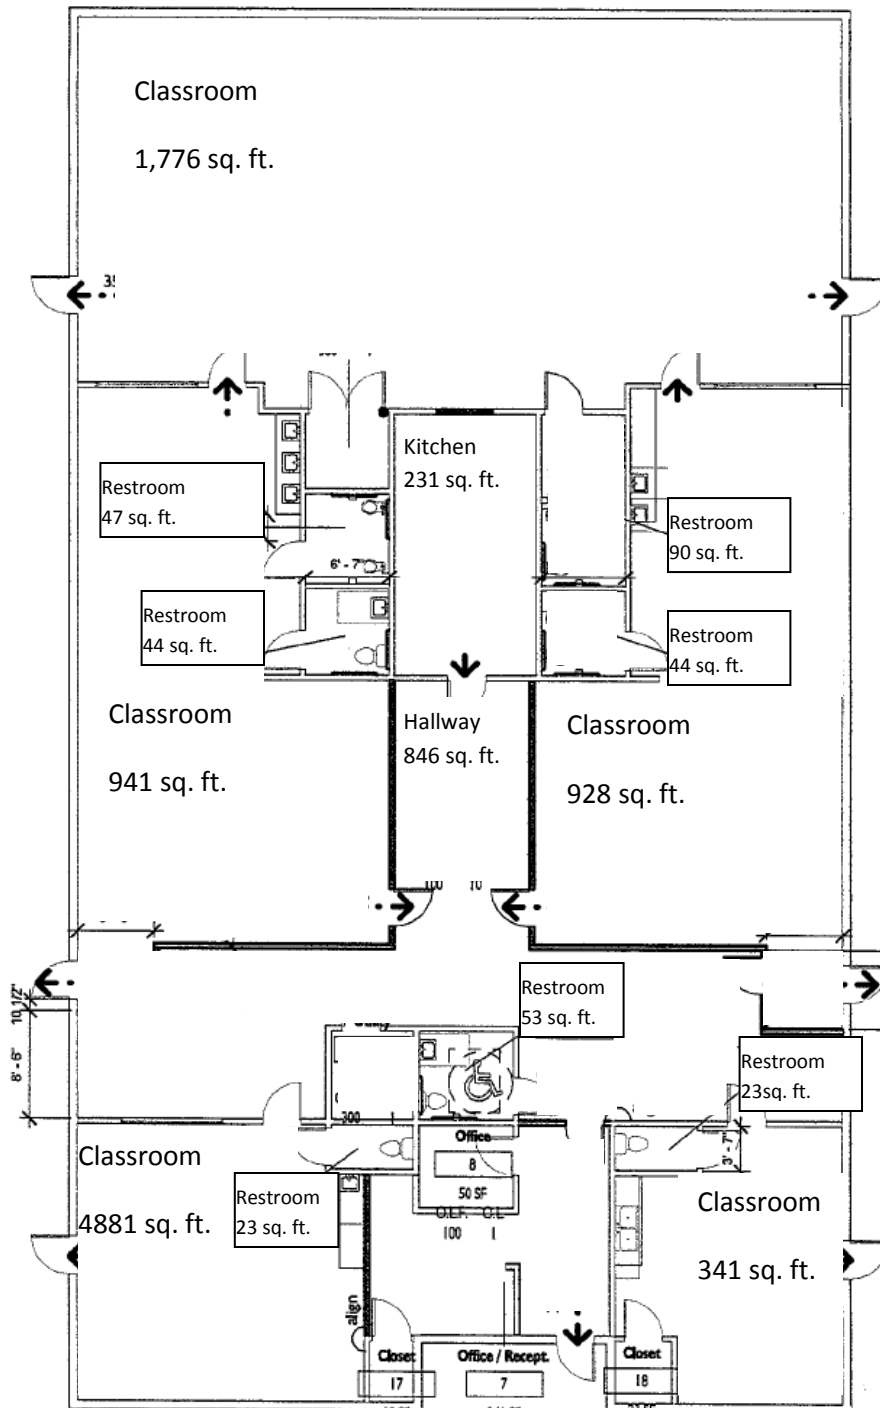 Classroom
1,776 sq. ft.
Kitchen
231 sq. ft.
Restroom
47 sq. ft.
Restroom
90 sq. ft.
6' - 7"
Restroom
44 sq. ft.
Restroom
44 sq. ft.
Classroom
941 sq. ft.
Hallway
846 sq. ft.
Classroom
928 sq. ft.
Restroom
53 sq. ft.
10 1/2"
8' - 6"
Restroom
23sq. ft.
300
Office
8
50 SF
O.L.F. O.L
100 1
Classroom
4881 sq. ft.
Restroom
23 sq. ft.
3' - 7"
Classroom
341 sq. ft.
align
Closet
17
Office / Recept.
7
Closet
18